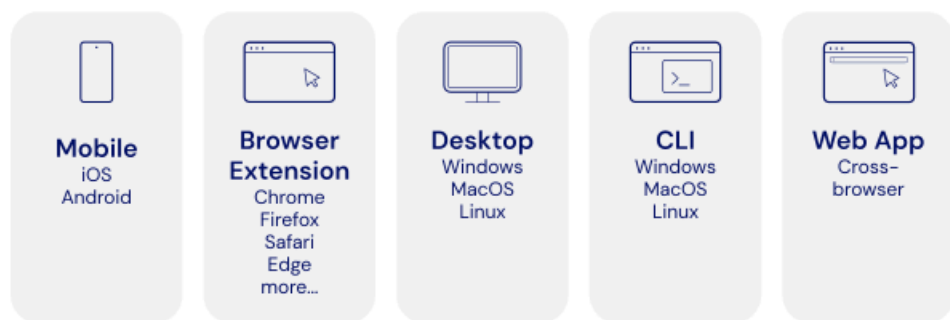 Mobile
iOS
Android
Browser
Extension
Chrome
Firefox
Safari
Edge
more...
Desktop
Windows
MacOS
Linux
CLI
Windows
MacOS
Linux
Web App
Cross-
browser